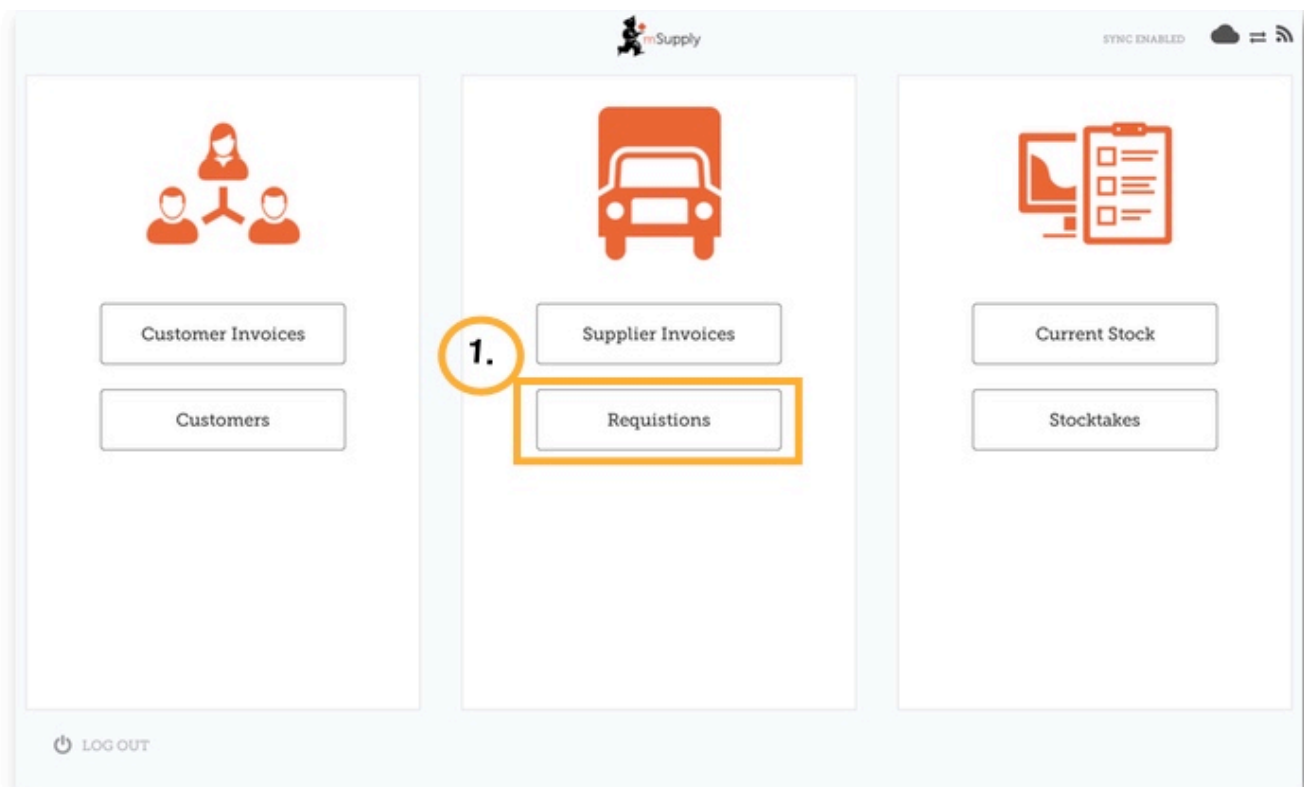 mSupply
SYNC ENABLED
Customer Invoices
Customers
1.
Supplier Invoices
Requistions
Current Stock
Stocktakes
LOG OUT